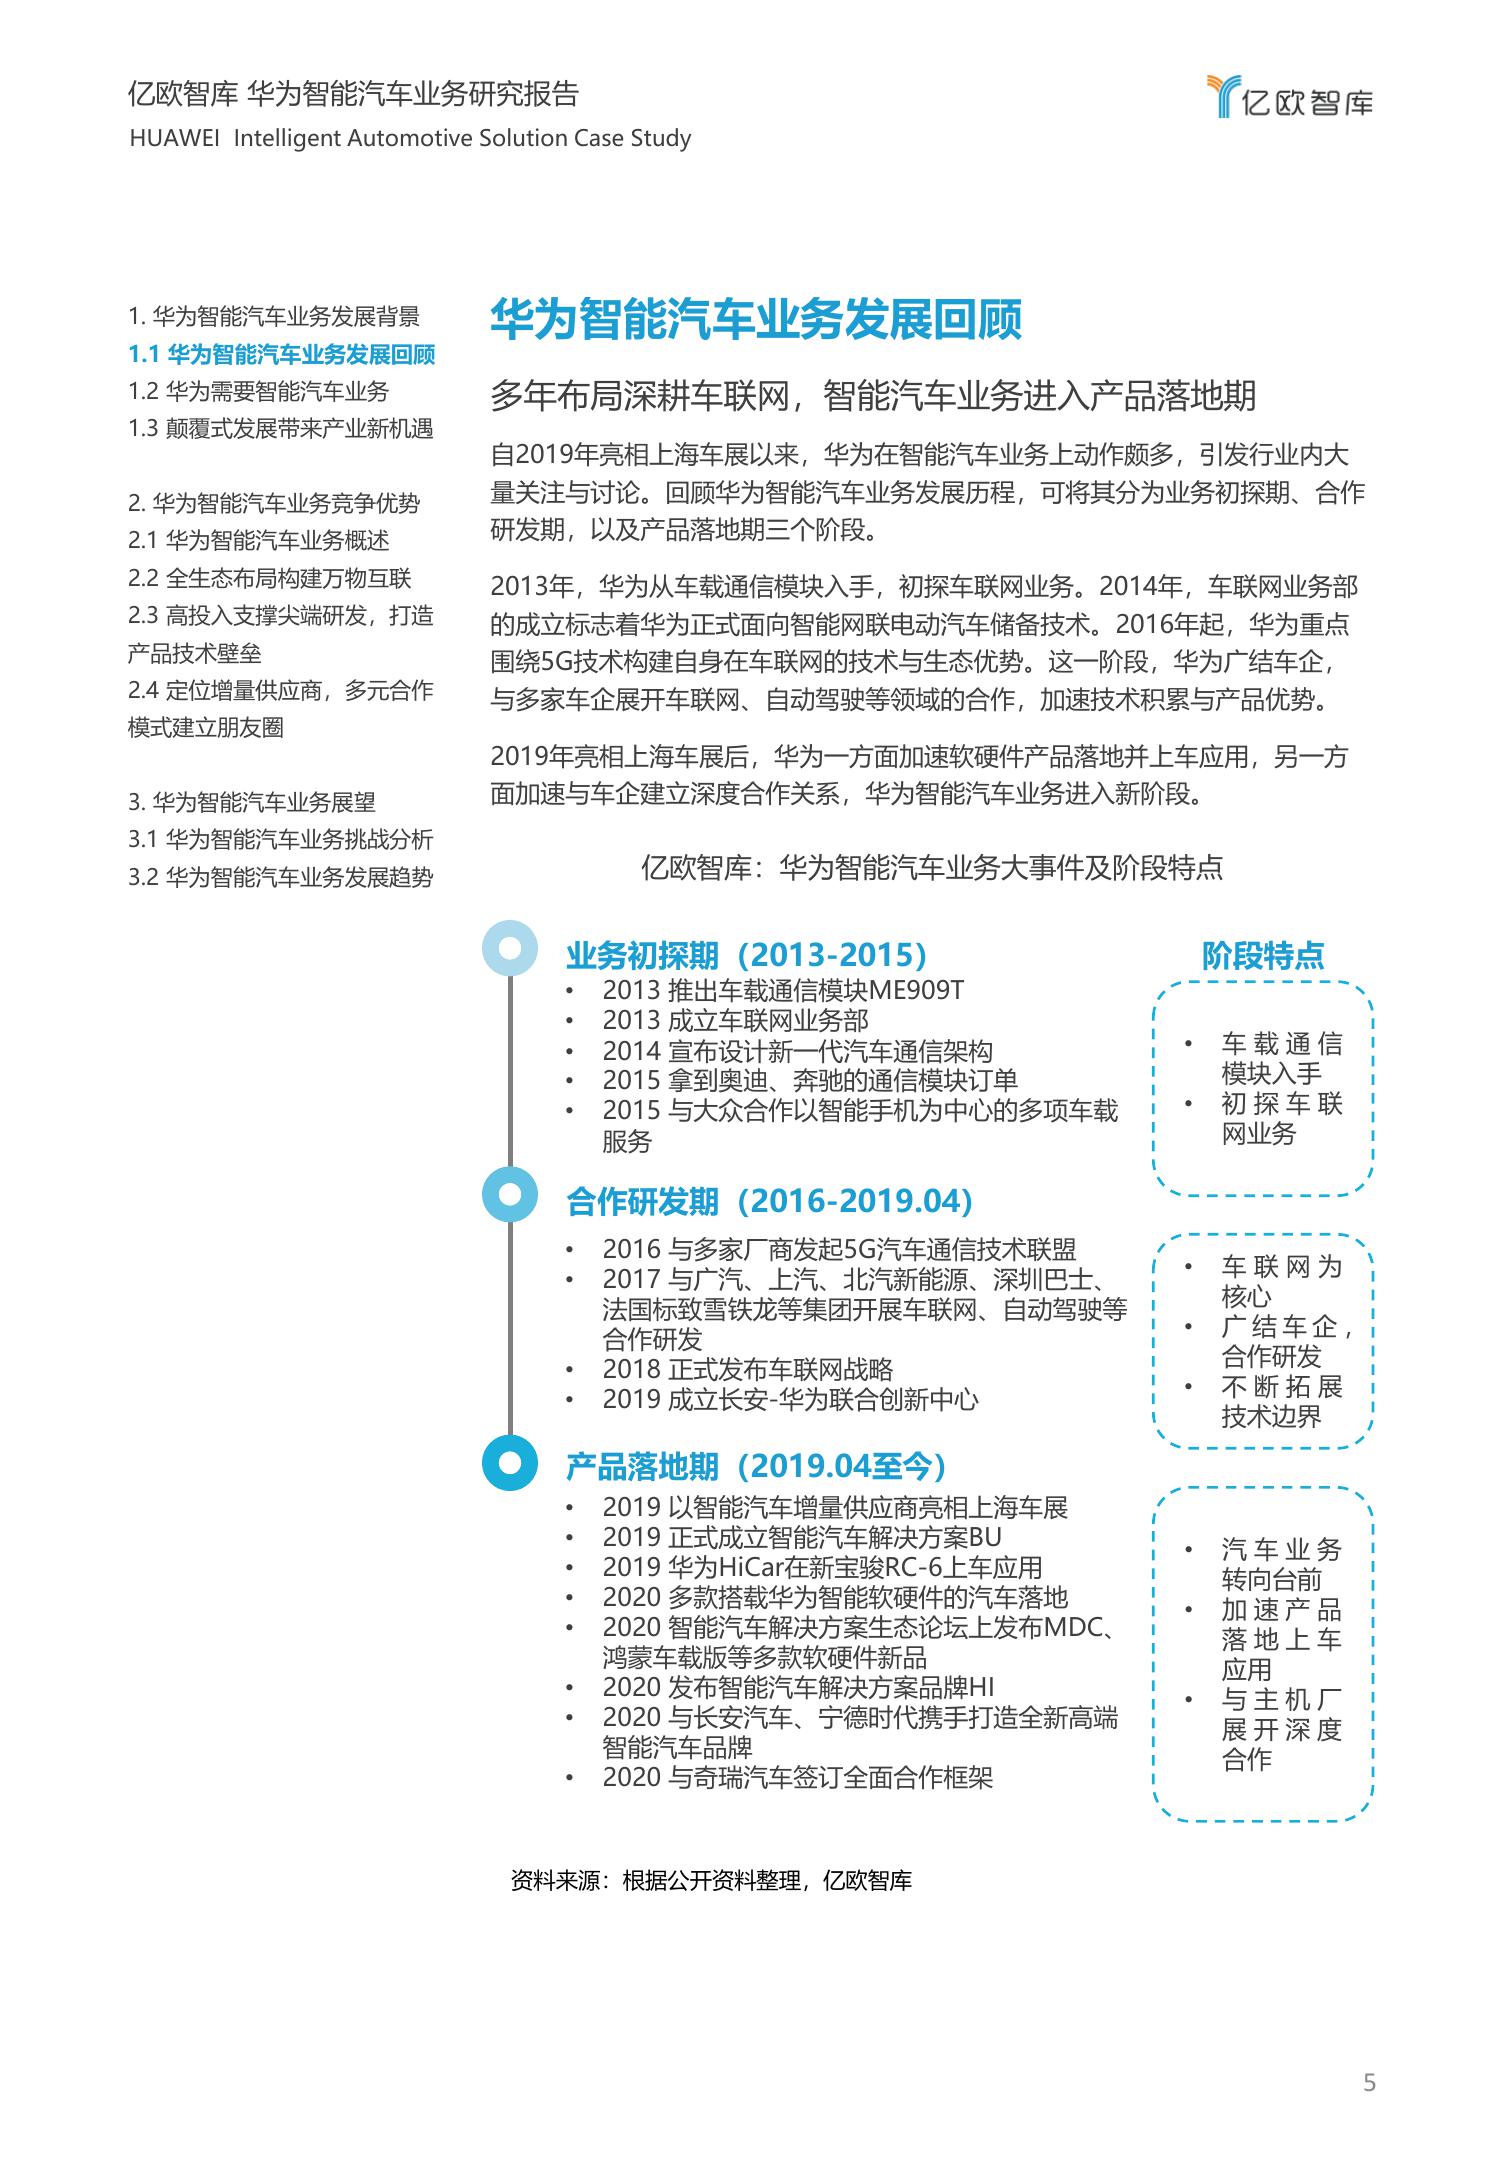 亿欧智库 华为智能汽车业务研究报告
HUAWEI  Intelligent Automotive Solution Case Study
亿欧智库
1. 华为智能汽车业务发展背景
1.1 华为智能汽车业务发展回顾
1.2 华为需要智能汽车业务
1.3 颠覆式发展带来产业新机遇
2. 华为智能汽车业务竞争优势
2.1 华为智能汽车业务概述
2.2 全生态布局构建万物互联
2.3 高投入支撑尖端研发，打造
产品技术壁垒
2.4 定位增量供应商，多元合作
模式建立朋友圈
3. 华为智能汽车业务展望
3.1 华为智能汽车业务挑战分析
3.2 华为智能汽车业务发展趋势
华为智能汽车业务发展回顾
多年布局深耕车联网，智能汽车业务进入产品落地期
自2019年亮相上海车展以来，华为在智能汽车业务上动作颇多，引发行业内大
量关注与讨论。回顾华为智能汽车业务发展历程，可将其分为业务初探期、合作
研发期，以及产品落地期三个阶段。
2013年，华为从车载通信模块入手，初探车联网业务。2014年，车联网业务部
的成立标志着华为正式面向智能网联电动汽车储备技术。2016年起，华为重点
围绕5G技术构建自身在车联网的技术与生态优势。这一阶段，华为广结车企，
与多家车企展开车联网、自动驾驶等领域的合作，加速技术积累与产品优势。
2019年亮相上海车展后，华为一方面加速软硬件产品落地并上车应用，另一方
面加速与车企建立深度合作关系，华为智能汽车业务进入新阶段。
亿欧智库：华为智能汽车业务大事件及阶段特点
业务初探期（2013-2015）
• 2013 推出车载通信模块ME909T
• 2013 成立车联网业务部
• 2014 宣布设计新一代汽车通信架构
• 2015 拿到奥迪、奔驰的通信模块订单
• 2015 与大众合作以智能手机为中心的多项车载
服务
阶段特点
• 车载通信
模块入手
• 初探车联
网业务
合作研发期（2016-2019.04）
• 2016 与多家厂商发起5G汽车通信技术联盟
• 2017 与广汽、上汽、北汽新能源、深圳巴士、
法国标致雪铁龙等集团开展车联网、自动驾驶等
合作研发
• 2018 正式发布车联网战略
• 2019 成立长安-华为联合创新中心
• 车联网为
核心
• 广结车企，
合作研发
• 不断拓展
技术边界
产品落地期（2019.04至今）
• 2019 以智能汽车增量供应商亮相上海车展
• 2019 正式成立智能汽车解决方案BU
• 2019 华为HiCar在新宝骏RC-6上车应用
• 2020 多款搭载华为智能软硬件的汽车落地
• 2020 智能汽车解决方案生态论坛上发布MDC、
鸿蒙车载版等多款软硬件新品
• 2020 发布智能汽车解决方案品牌HI
• 2020 与长安汽车、宁德时代携手打造全新高端
智能汽车品牌
• 2020 与奇瑞汽车签订全面合作框架
• 汽车业务
转向台前
• 加速产品
落地上车
应用
• 与主机厂
展开深度
合作
资料来源：根据公开资料整理，亿欧智库
5